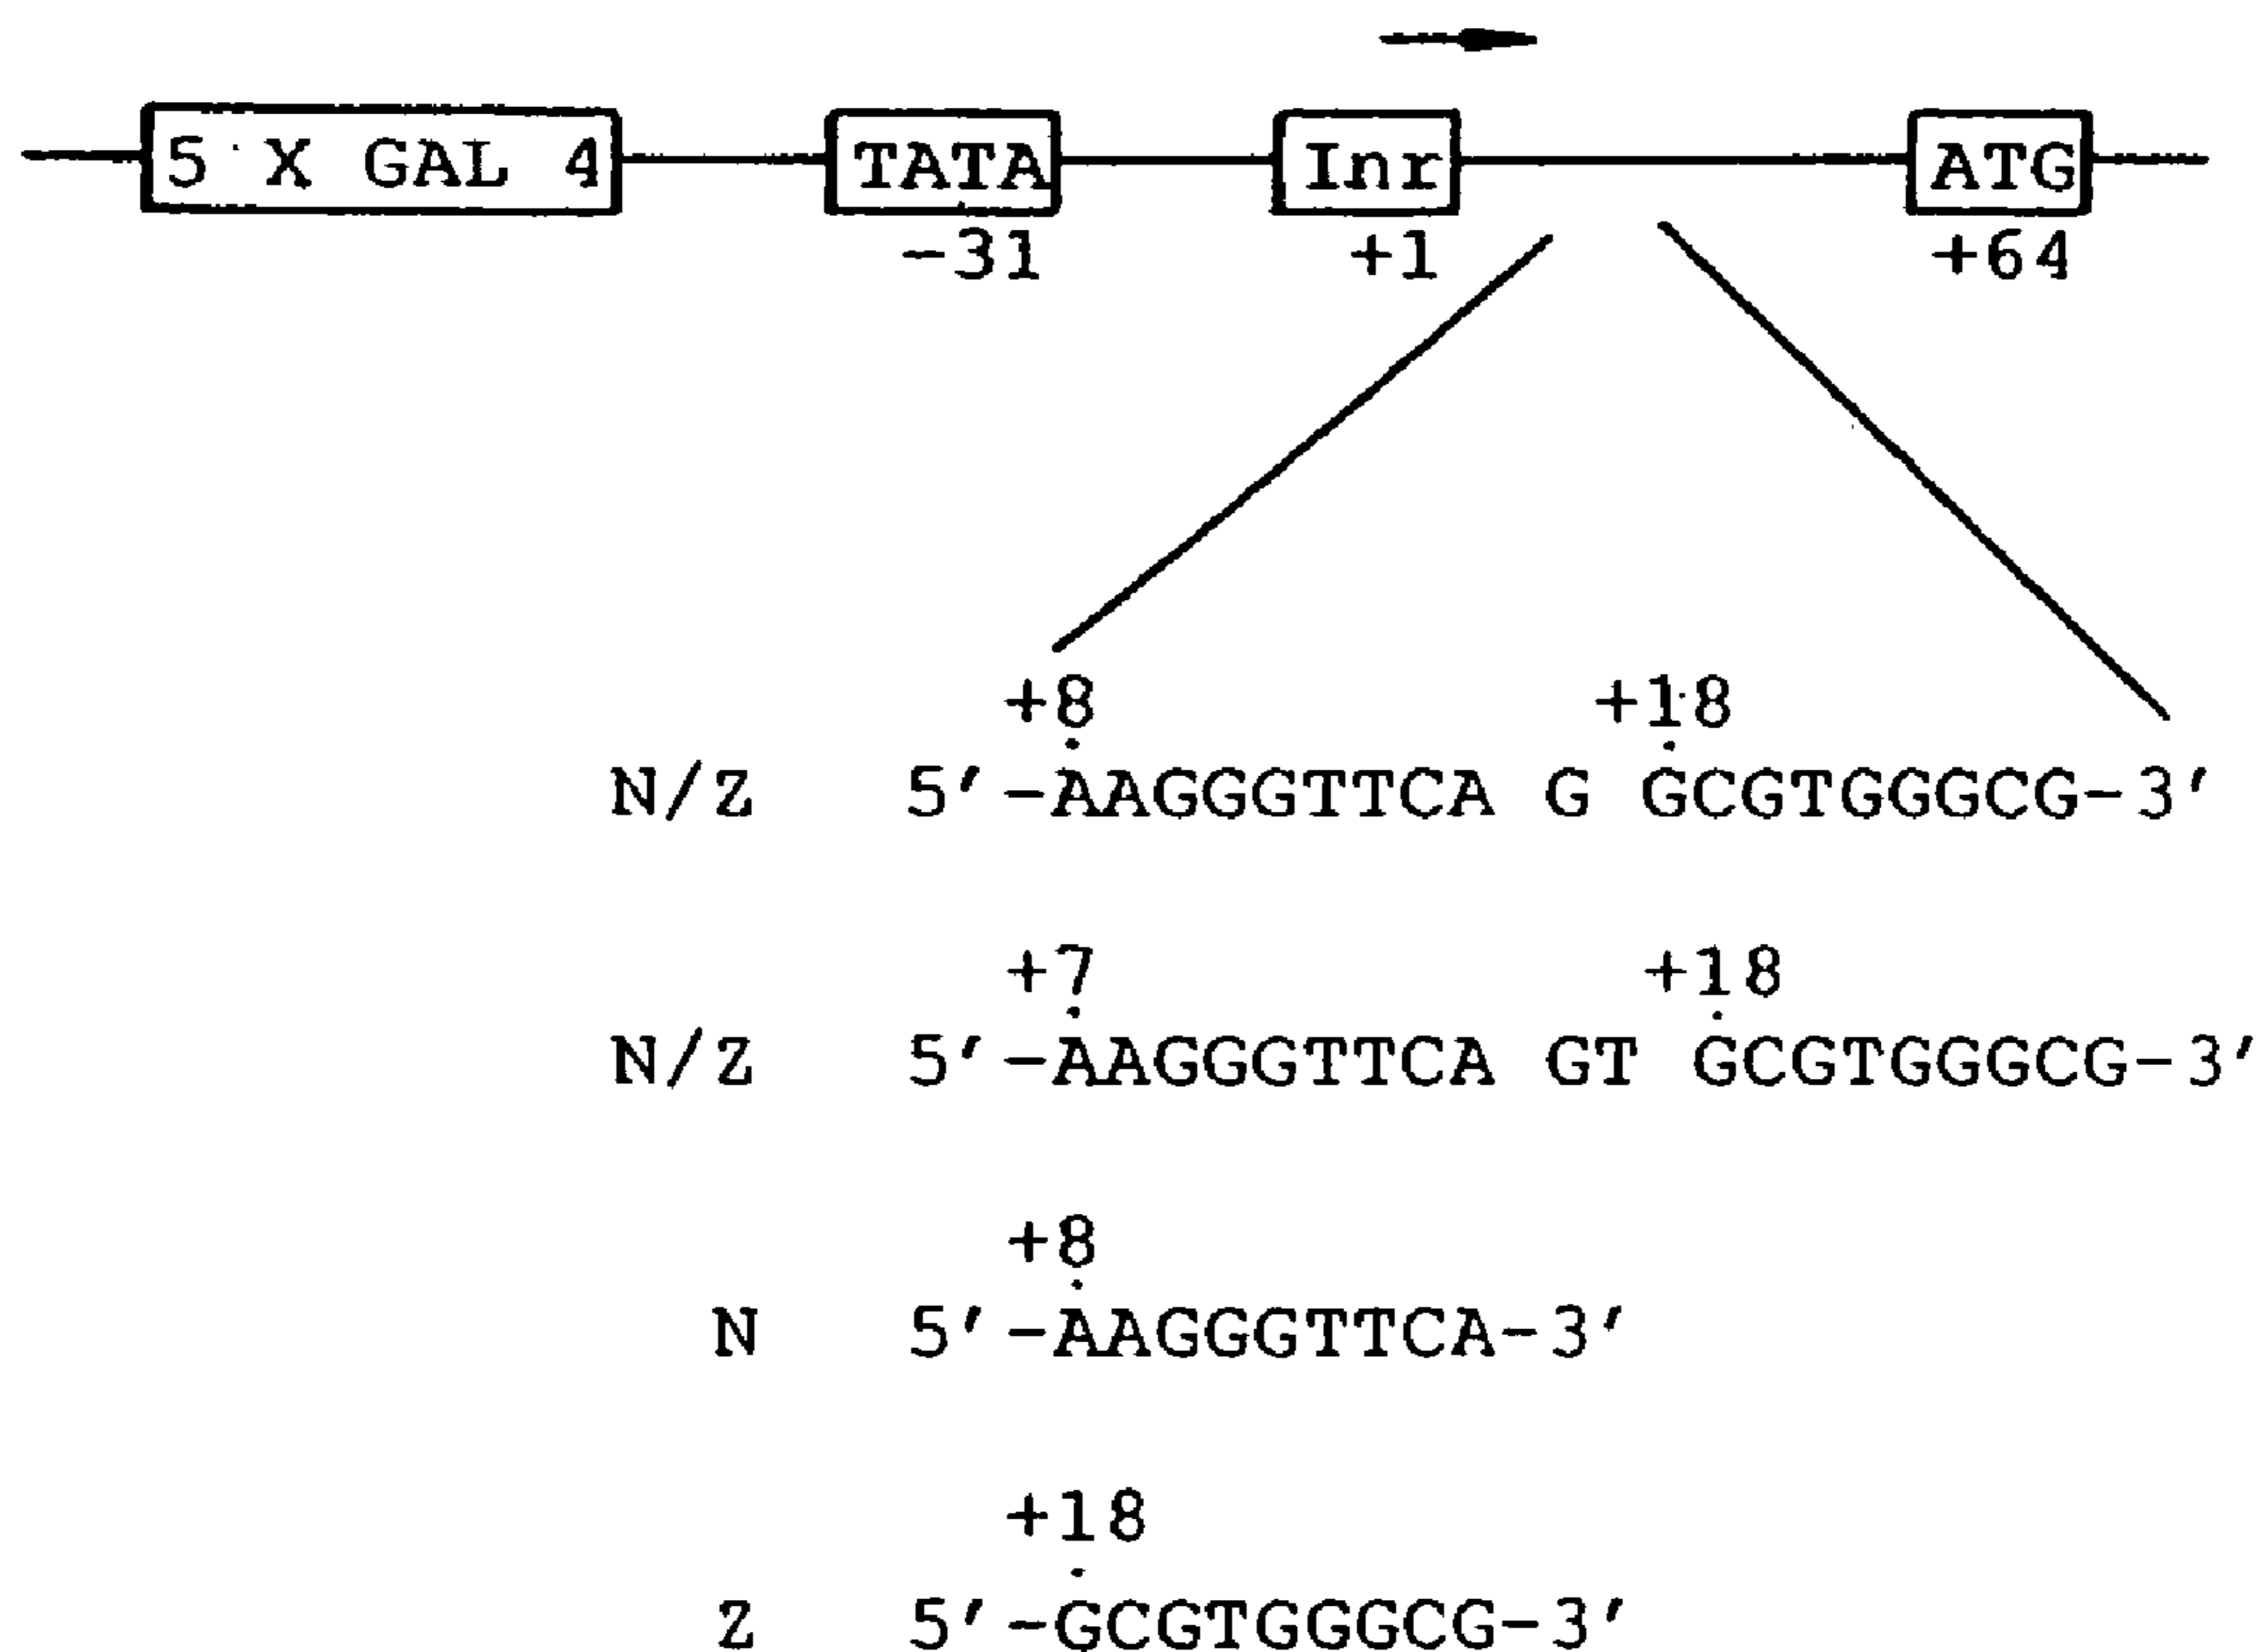 5 X GAL 4 TATA Inr ATG
-31 +1 +64
+8 +18
N/Z 5′-AAGGGTTCA G GCGTGGGCG-3′
+7 +18
N/Z 5′-AAGGGTTCA GT GCGTGGGCG-3′
+8
N 5′-AAGGGTTCA-3′
+18
Z 5′-GCGTGGGCG-3′